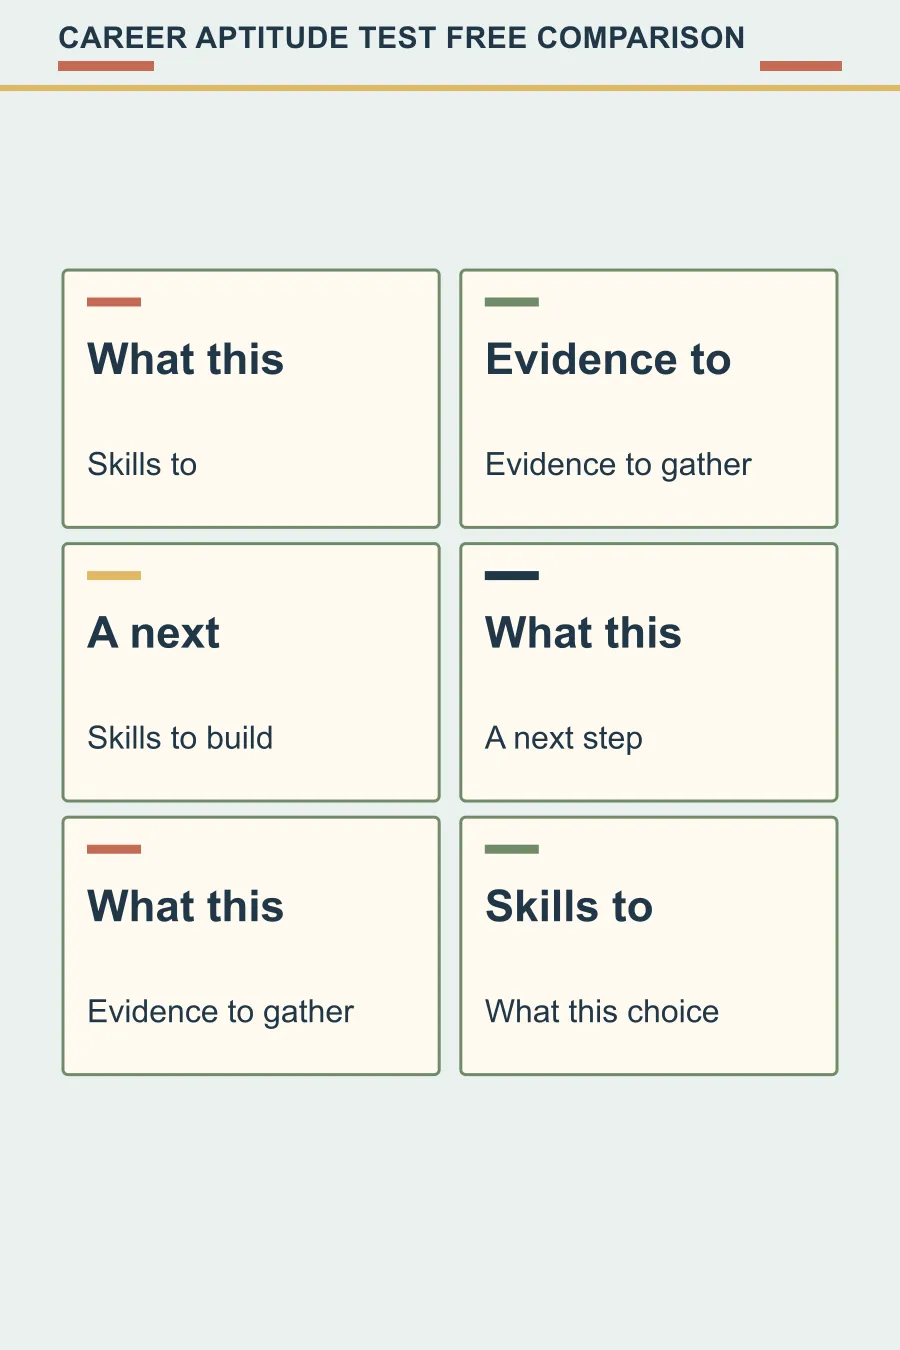 CAREER APTITUDE TEST FREE COMPARISON
What this
Skills to
Evidence to
Evidence to gather
A next
Skills to build
What this
A next step
What this
Evidence to gather
Skills to
What this choice